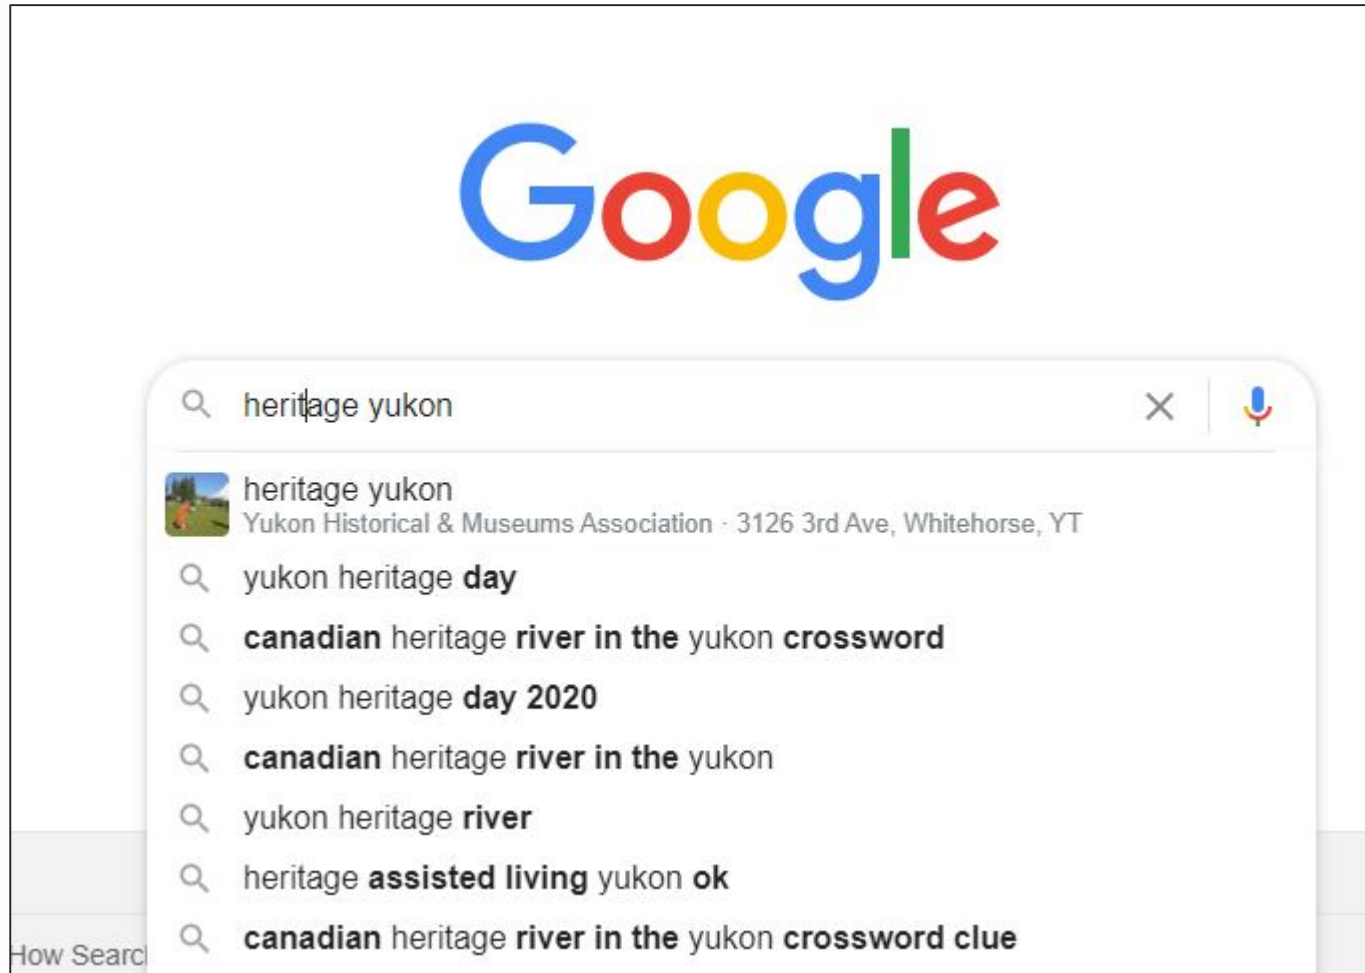 Google
heritage yukon
heritage yukon
Yukon Historical & Museums Association · 3126 3rd Ave, Whitehorse, YT
yukon heritage day
canadian heritage river in the yukon crossword
yukon heritage day 2020
canadian heritage river in the yukon
yukon heritage river
heritage assisted living yukon ok
canadian heritage river in the yukon crossword clue
How Searc